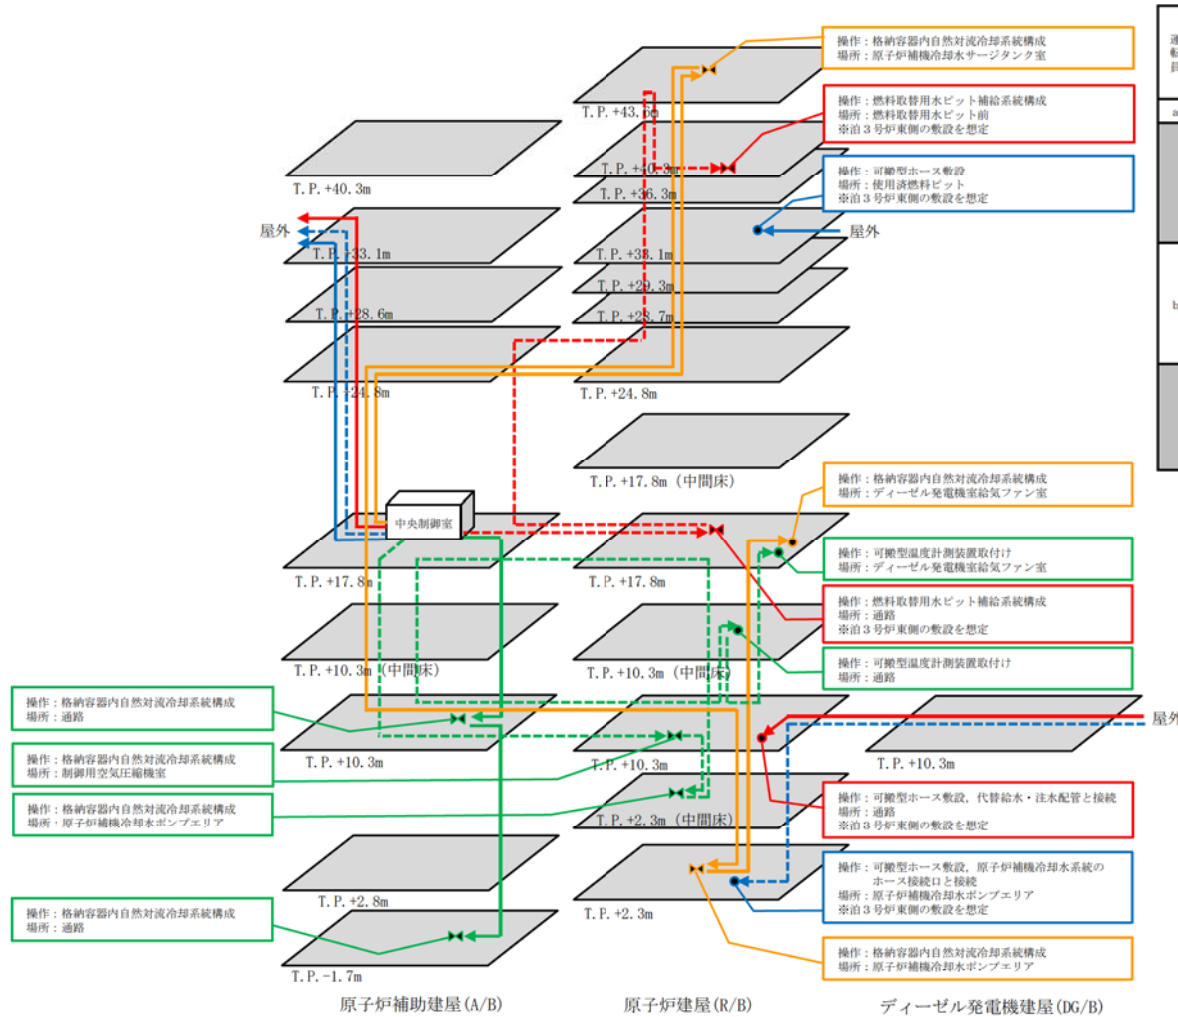 操作：格納容器内自然対流冷却系統構成
場所：原子炉補機冷却水サージタンク室
T.P.+43.6m
操作：燃料取替用水ピット補給系統構成
場所：燃料取替用水ピット前
※泊３号炉東側の敷設を想定
T.P.+40.3m
T.P.+40.3m
T.P.+36.3m
操作：可搬型ホース敷設
場所：使用済燃料ピット
※泊３号炉東側の敷設を想定
屋外
屋外
T.P.+33.1m
T.P.+33.1m
T.P.+29.3m
T.P.+28.6m
T.P.+28.7m
T.P.+24.8m
T.P.+24.8m
T.P.+17.8m（中間床）
操作：格納容器内自然対流冷却系統構成
場所：ディーゼル発電機室給気ファン室
中央制御室
操作：可搬型温度計測装置取付け
場所：ディーゼル発電機室給気ファン室
T.P.+17.8m
T.P.+17.8m
操作：燃料取替用水ピット補給系統構成
場所：通路
※泊３号炉東側の敷設を想定
T.P.+10.3m（中間床）
T.P.+10.3m（中間床）
操作：可搬型温度計測装置取付け
場所：通路
操作：格納容器内自然対流冷却系統構成
場所：通路
屋外
T.P.+10.3m
T.P.+10.3m
T.P.+10.3m
操作：格納容器内自然対流冷却系統構成
場所：制御用空気圧縮機室
操作：格納容器内自然対流冷却系統構成
場所：原子炉補機冷却水ポンプエリア
T.P.+2.3m（中間床）
操作：可搬型ホース敷設，代替給水・注水配管と接続
場所：通路
※泊３号炉東側の敷設を想定
操作：可搬型ホース敷設，原子炉補機冷却水系統の
ホース接続口と接続
場所：原子炉補機冷却水ポンプエリア
※泊３号炉東側の敷設を想定
T.P.+2.8m
T.P.+2.3m
操作：格納容器内自然対流冷却系統構成
場所：通路
操作：格納容器内自然対流冷却系統構成
場所：原子炉補機冷却水ポンプエリア
T.P.-1.7m
原子炉補助建屋(A/B)
原子炉建屋(R/B)
ディーゼル発電機建屋(DG/B)
a
b